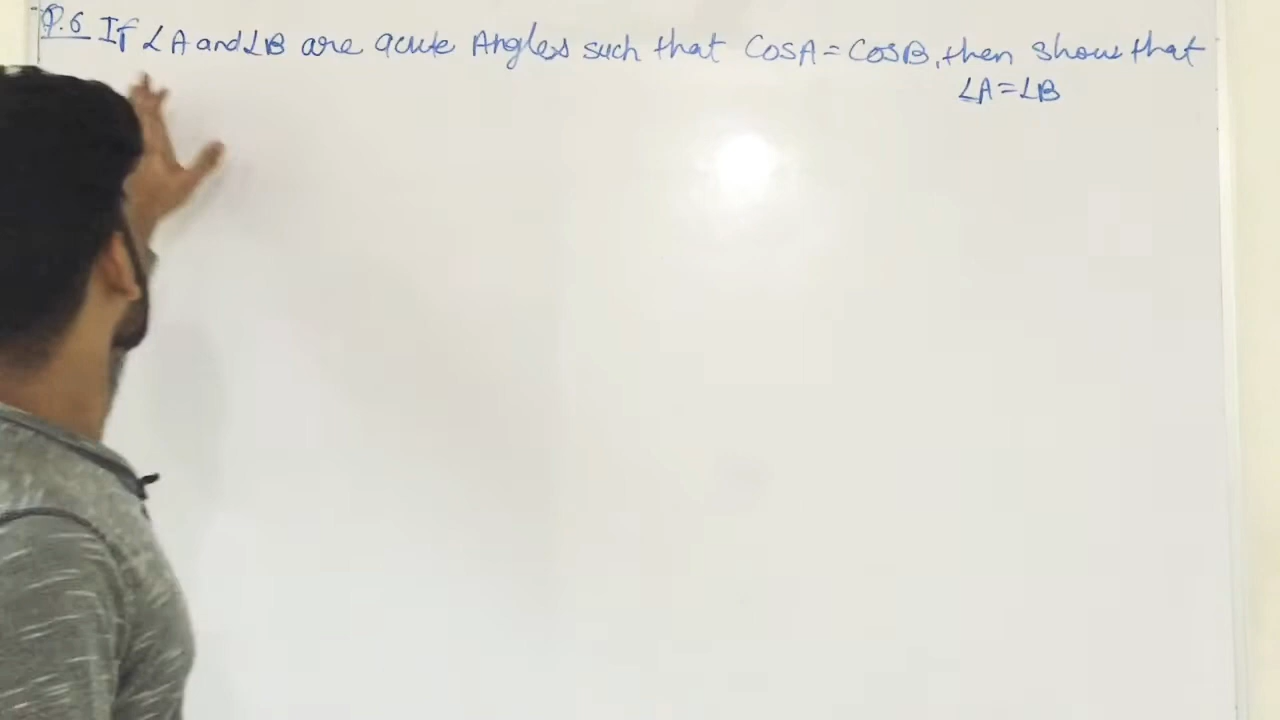 Q.6 If ∠A and ∠B are acute Angles such that CosA = CosB, then show that
∠A=∠B